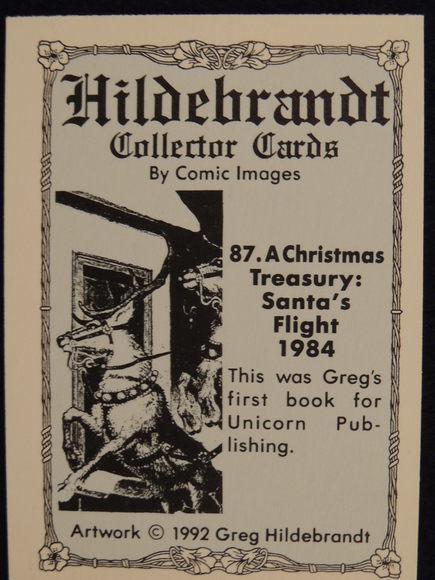 Hildebrandt
Collector Cards
By Comic Images
87. A Christmas
Treasury:
Santa's
Flight
1984
This was Greg's
first book for
Unicorn Pub-
lishing.
Artwork © 1992 Greg Hildebrandt